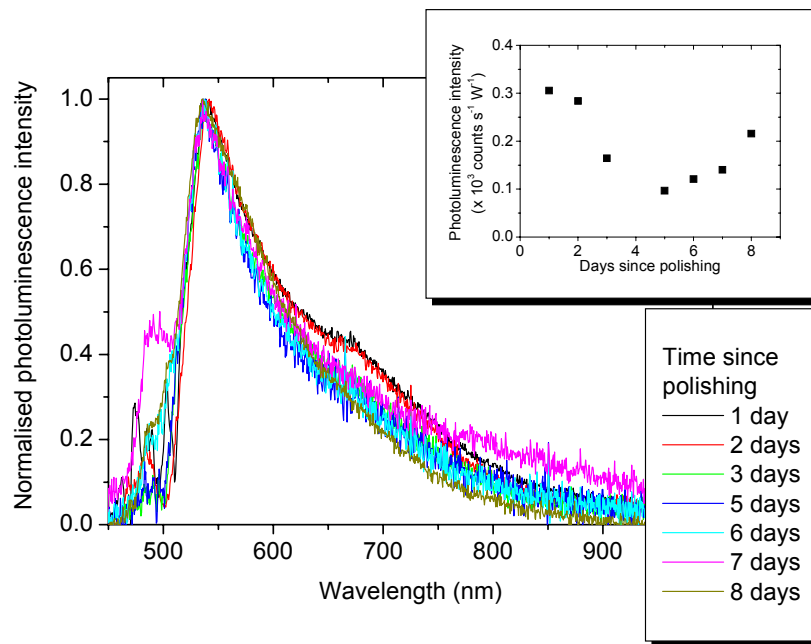 Normalised photoluminescence intensity
1.0
0.8
0.6
0.4
0.2
0.0
500
600
700
800
900
Wavelength (nm)
Photoluminescence intensity
(x 10³ counts s⁻¹ W⁻¹)
0.4
0.3
0.2
0.1
0.0
0
2
4
6
8
Days since polishing
Time since
polishing
1 day
2 days
3 days
5 days
6 days
7 days
8 days